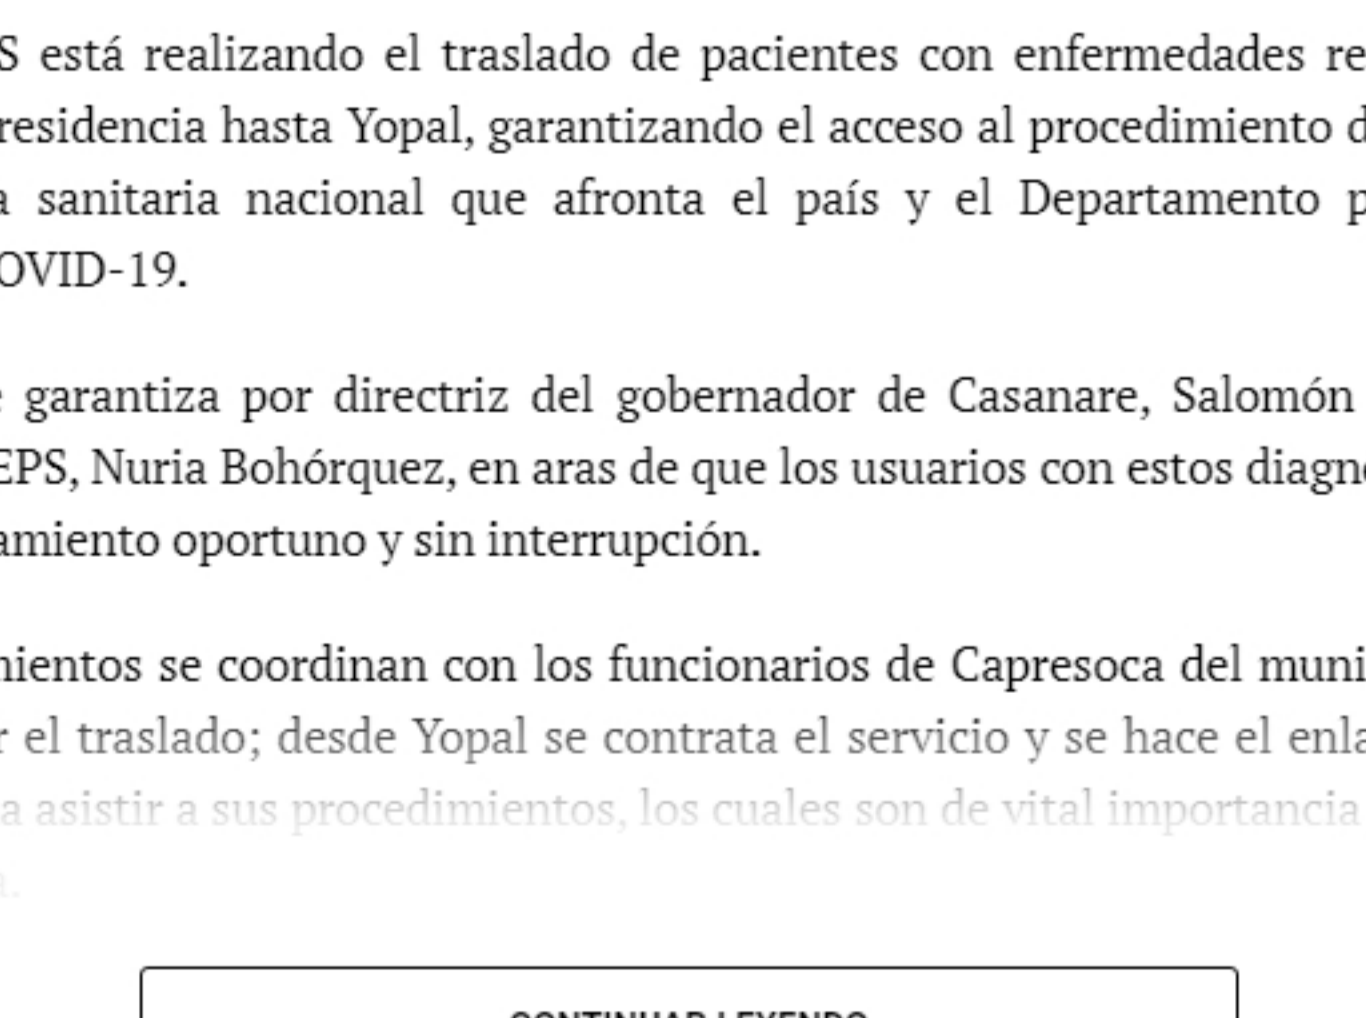 S está realizando el traslado de pacientes con enfermedades re
residencia hasta Yopal, garantizando el acceso al procedimiento d
a sanitaria nacional que afronta el país y el Departamento p
OVID-19.
e garantiza por directriz del gobernador de Casanare, Salomón
EPS, Nuria Bohórquez, en aras de que los usuarios con estos diagn
amiento oportuno y sin interrupción.
mientos se coordinan con los funcionarios de Capresoca del muni
r el traslado; desde Yopal se contrata el servicio y se hace el enla
a asistir a sus procedimientos, los cuales son de vital importancia
a.
CONTINUAR LEYENDO